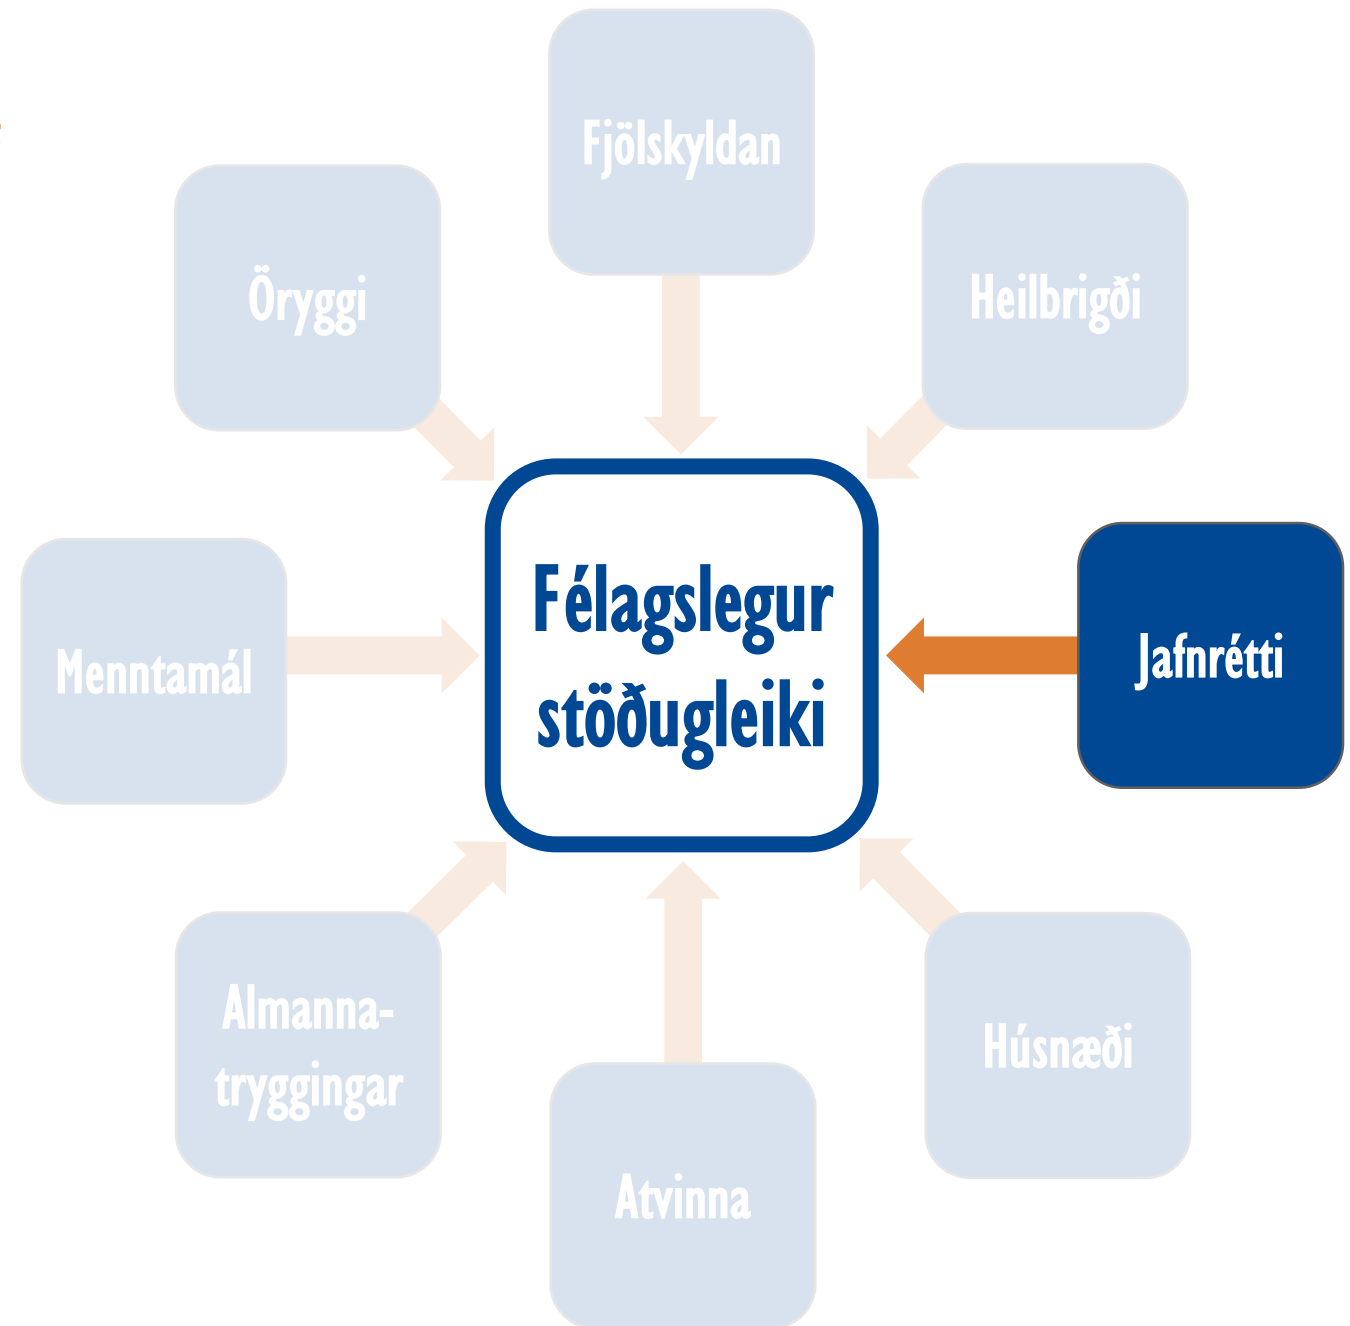 Fjölskyldan
Öryggi
Heilbrigði
Félagslegur
stöðugleiki
Menntamál
Jafnrétti
Almanna-
tryggingar
Húsnæði
Atvinna